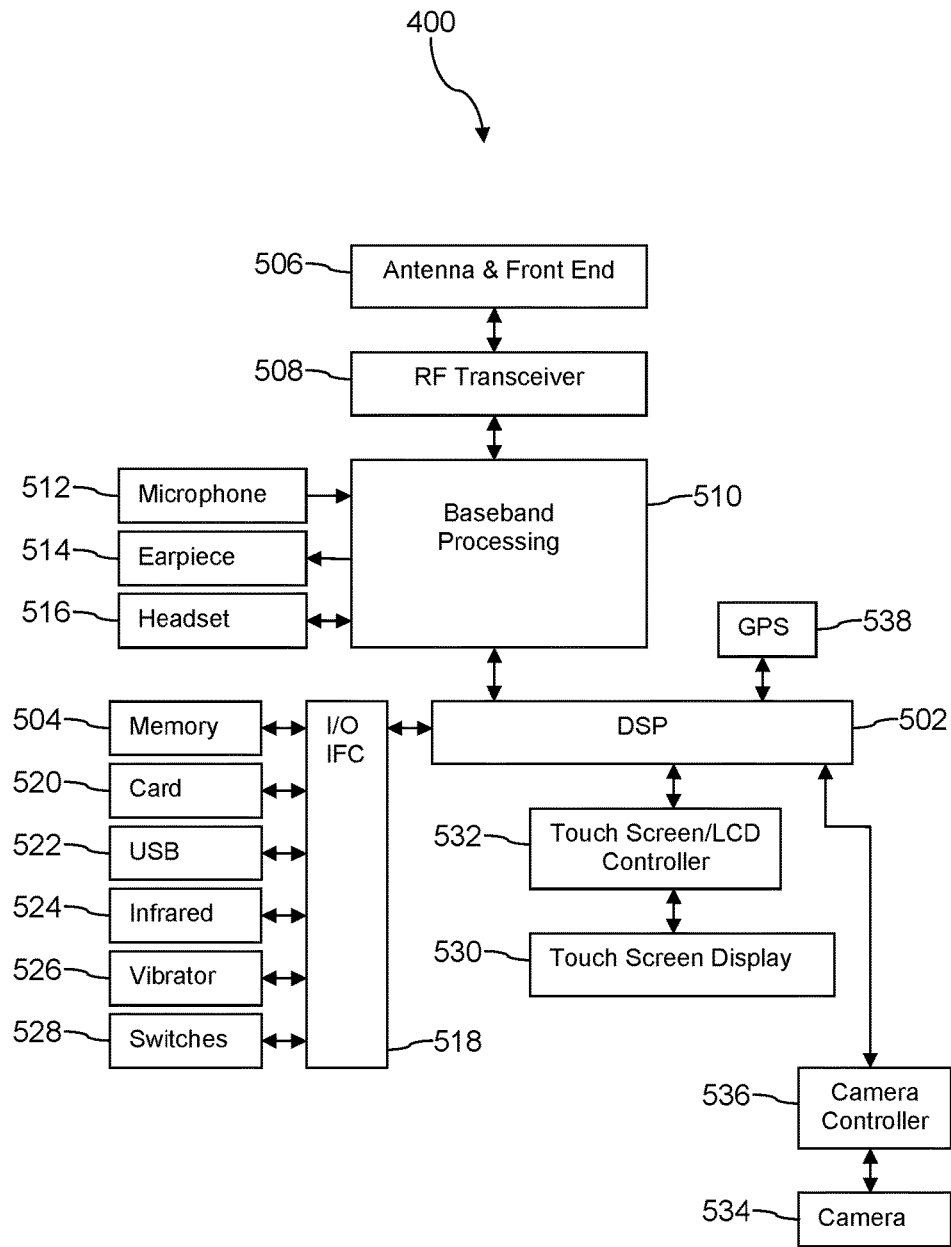 400
506
Antenna & Front End
508
RF Transceiver
512
Microphone
Baseband
Processing
510
514
Earpiece
516
Headset
GPS
538
504
Memory
I/O
IFC
DSP
502
520
Card
522
USB
532
Touch Screen/LCD
Controller
524
Infrared
530
Touch Screen Display
526
Vibrator
528
Switches
518
536
Camera
Controller
534
Camera